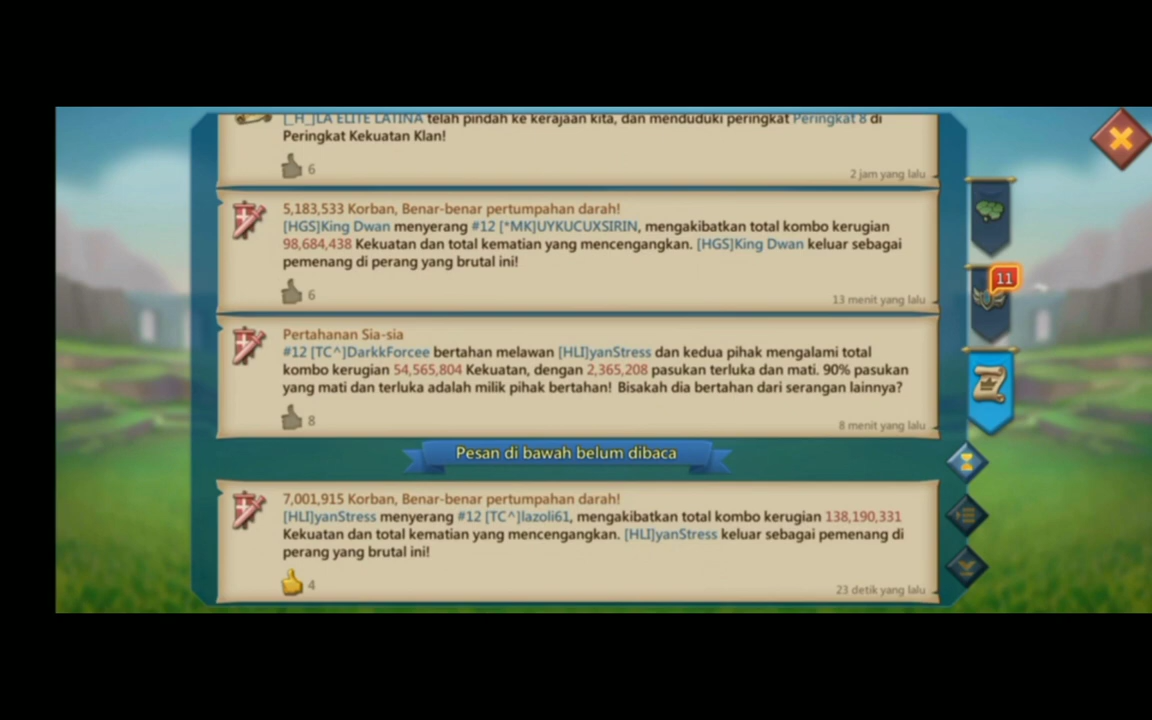 [_H_]LA ELITE LATINA telah pindah ke kerajaan kita, dan menduduki peringkat Peringkat 8 di
Peringkat Kekuatan Klan!
6
2 jam yang lalu
5,183,533 Korban, Benar-benar pertumpahan darah!
[HGS]King Dwan menyerang #12 [*MK]UYKUCUXSIRIN, mengakibatkan total kombo kerugian
98,684,438 Kekuatan dan total kematian yang mencengangkan. [HGS]King Dwan keluar sebagai
pemenang di perang yang brutal ini!
6
13 menit yang lalu
11
Pertahanan Sia-sia
#12 [TC^]DarkkForcee bertahan melawan [HLI]yanStress dan kedua pihak mengalami total
kombo kerugian 54,565,804 Kekuatan, dengan 2,365,208 pasukan terluka dan mati. 90% pasukan
yang mati dan terluka adalah milik pihak bertahan! Bisakah dia bertahan dari serangan lainnya?
8
8 menit yang lalu
Pesan di bawah belum dibaca
7,001,915 Korban, Benar-benar pertumpahan darah!
[HLI]yanStress menyerang #12 [TC^]lazoli61, mengakibatkan total kombo kerugian 138,190,331
Kekuatan dan total kematian yang mencengangkan. [HLI]yanStress keluar sebagai pemenang di
perang yang brutal ini!
4
23 detik yang lalu